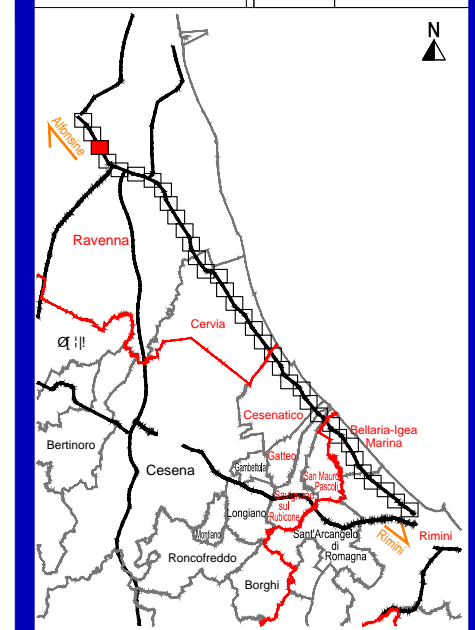 N
Alfonsine
Ravenna
Cervia
Cesenatico
Bellaria-Igea
Marina
Bertinoro
Gatteo
Gambettola
Cesena
San Mauro
Pascoli
sul
Rubicone
Longiano
Montiano
Sant'Arcangelo
di
Romagna
Rimini
Rimini
Roncofreddo
Borghi